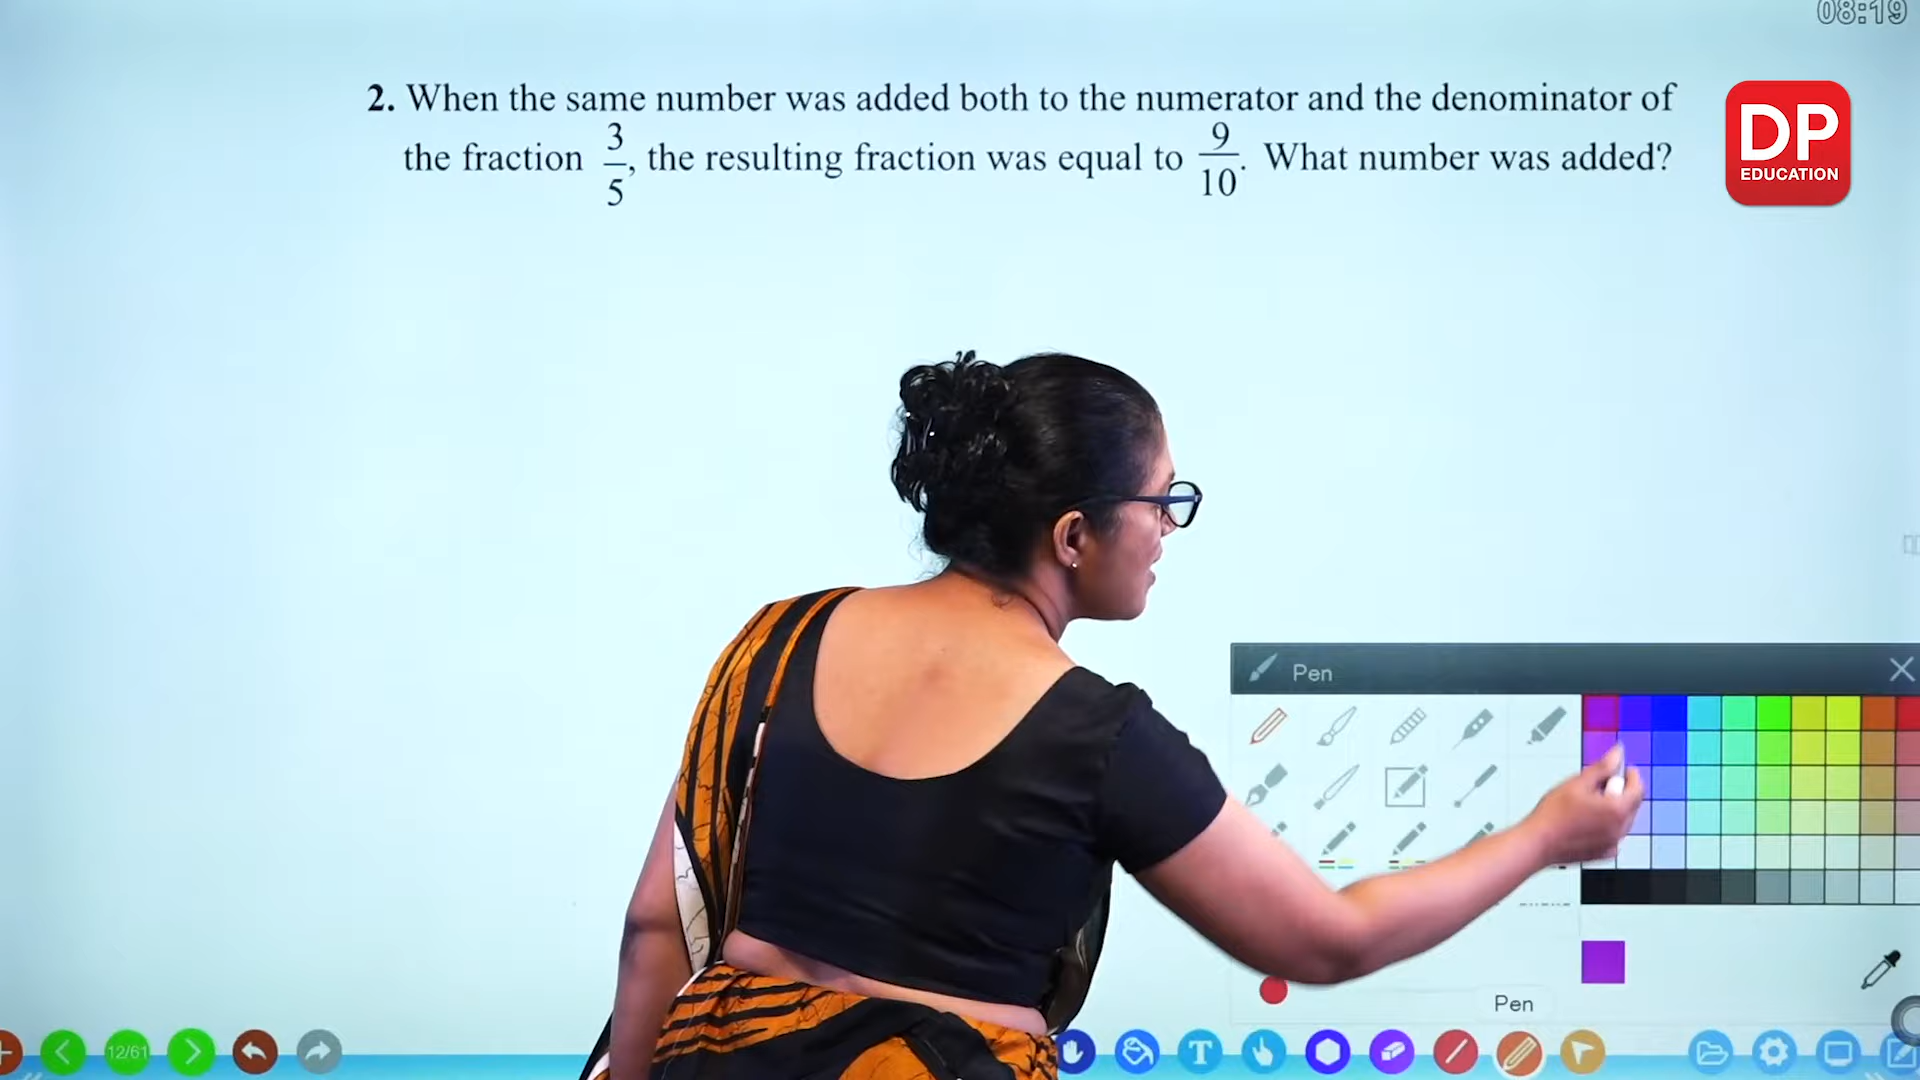 08:19
2. When the same number was added both to the numerator and the denominator of
the fraction 3/5, the resulting fraction was equal to 9/10. What number was added?
DP
EDUCATION
Pen
Pen
12/61
T